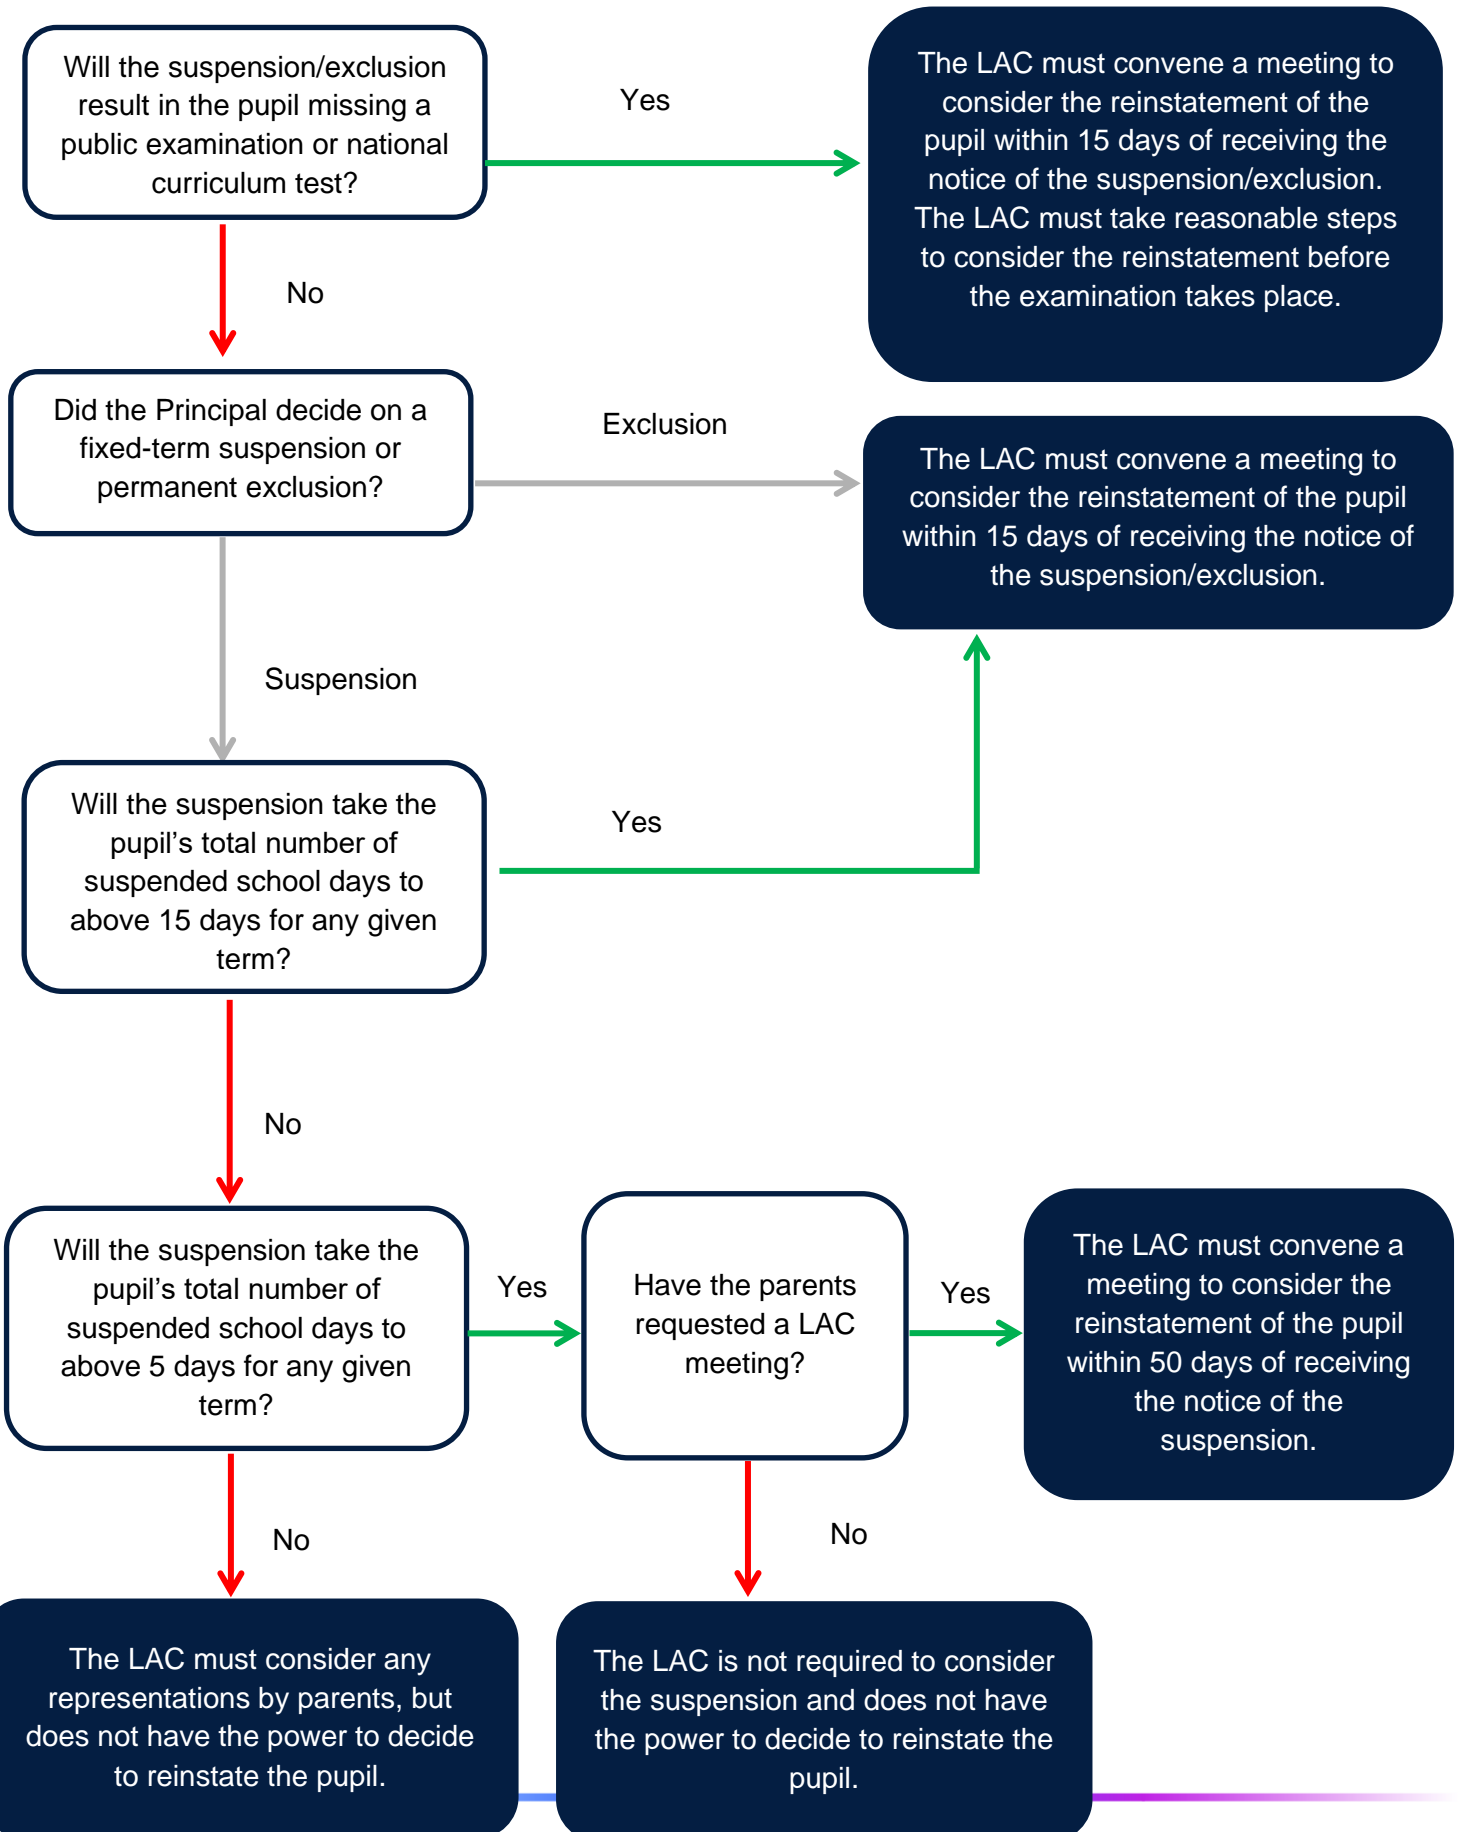 Will the suspension/exclusion
result in the pupil missing a
public examination or national
curriculum test?
Yes
The LAC must convene a meeting to
consider the reinstatement of the
pupil within 15 days of receiving the
notice of the suspension/exclusion.
The LAC must take reasonable steps
to consider the reinstatement before
the examination takes place.
No
Did the Principal decide on a
fixed-term suspension or
permanent exclusion?
Exclusion
The LAC must convene a meeting to
consider the reinstatement of the pupil
within 15 days of receiving the notice of
the suspension/exclusion.
Suspension
Will the suspension take the
pupil’s total number of
suspended school days to
above 15 days for any given
term?
Yes
No
Will the suspension take the
pupil’s total number of
suspended school days to
above 5 days for any given
term?
Yes
Have the parents
requested a LAC
meeting?
Yes
The LAC must convene a
meeting to consider the
reinstatement of the pupil
within 50 days of receiving
the notice of the
suspension.
No
No
The LAC must consider any
representations by parents, but
does not have the power to decide
to reinstate the pupil.
The LAC is not required to consider
the suspension and does not have
the power to decide to reinstate the
pupil.